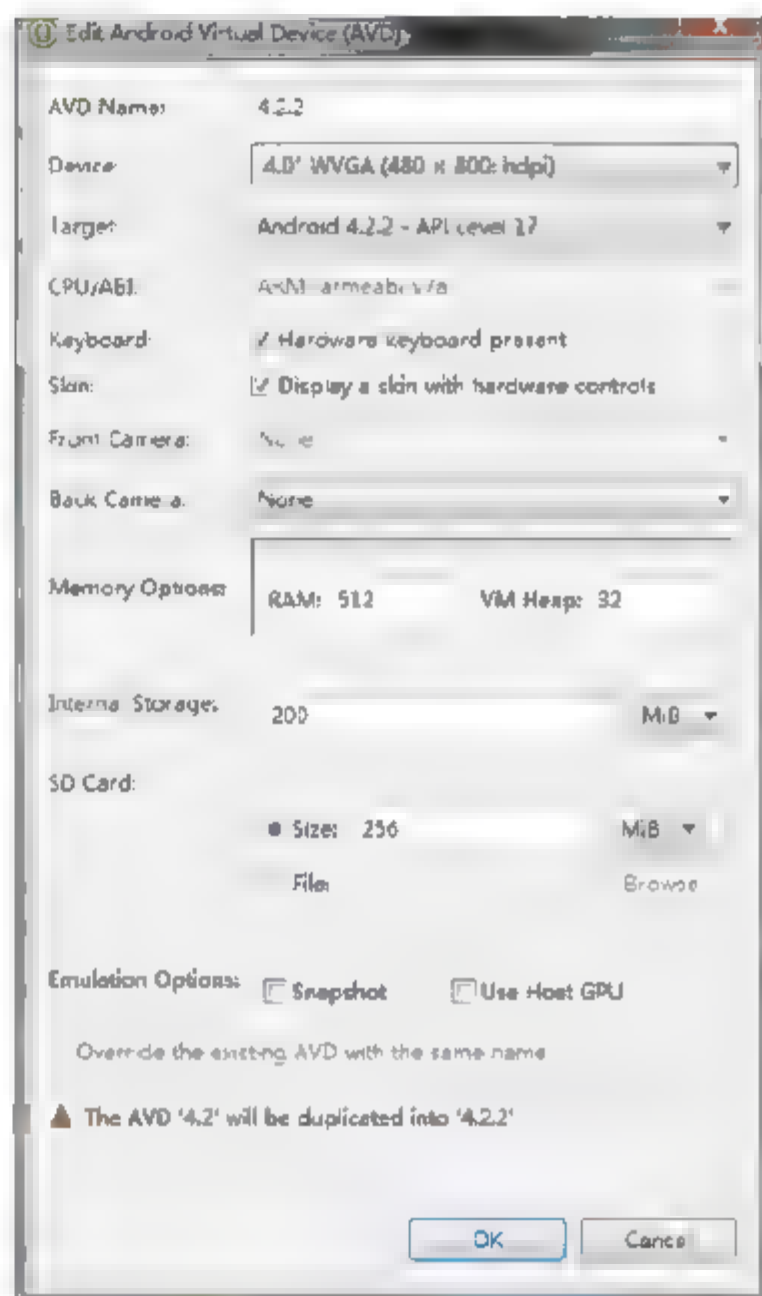 Edit Android Virtual Device (AVD)
AVD Name: 4.2.2
Device: 4.0" WVGA (480 x 800: hdpi)
Target: Android 4.2.2 - API Level 17
CPU/ABI: ARM armeabi-v7a
Keyboard: Hardware keyboard present
Skin: Display a skin with hardware controls
Front Camera: None
Back Camera: None
Memory Options: RAM: 512 VM Heap: 32
Internal Storage: 200 MiB
SD Card:
Size: 256 MiB
File: Browse
Emulation Options: Snapshot Use Host GPU
Override the existing AVD with the same name
The AVD '4.2' will be duplicated into '4.2.2'
OK Cancel